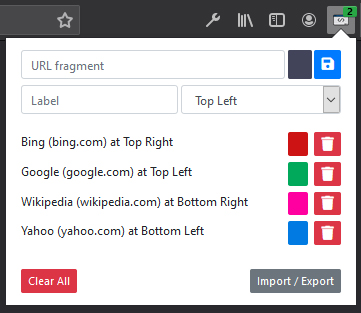 2
URL fragment
Label
Top Left
Bing (bing.com) at Top Right
Google (google.com) at Top Left
Wikipedia (wikipedia.com) at Bottom Right
Yahoo (yahoo.com) at Bottom Left
Clear All
Import / Export